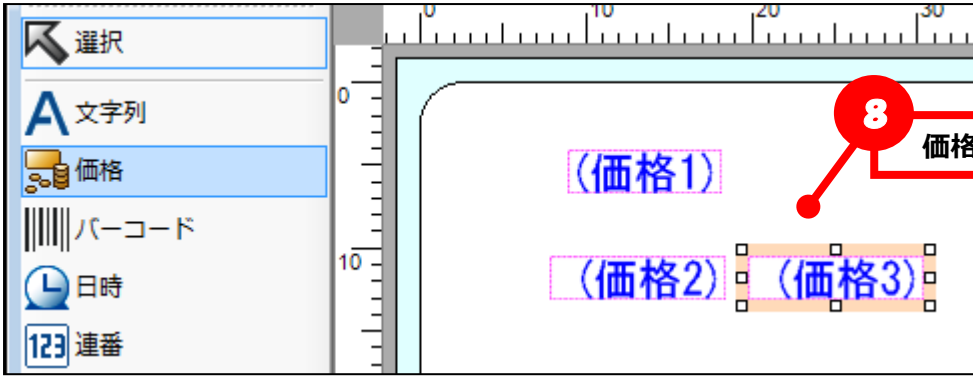 選択
文字列
価格
バーコード
日時
123 連番
0 10 20 30
0
10
8
価格
(価格1)
(価格2) (価格3)